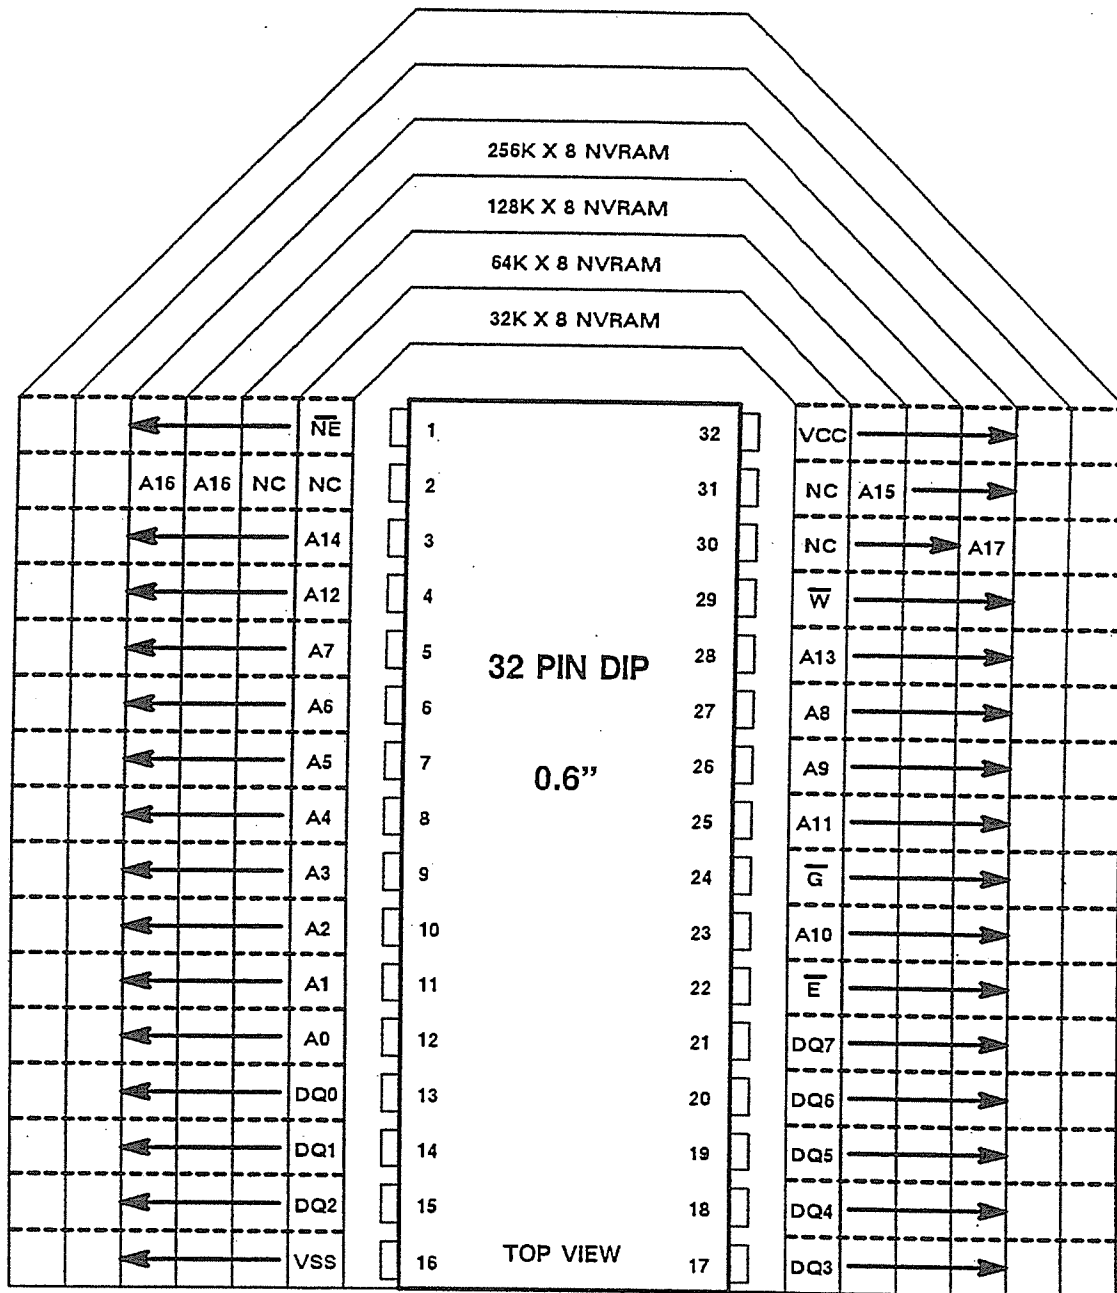 256K X 8 NVRAM
128K X 8 NVRAM
64K X 8 NVRAM
32K X 8 NVRAM
N̅E̅ 1 32 VCC
A16 A16 NC NC 2 31 NC A15
A14 3 30 NC A17
A12 4 29 W̅
A7 5 28 A13
A6 6 27 A8
A5 7 26 A9
A4 8 25 A11
A3 9 24 G̅
A2 10 23 A10
A1 11 22 E̅
A0 12 21 DQ7
DQ0 13 20 DQ6
DQ1 14 19 DQ5
DQ2 15 18 DQ4
VSS 16 17 DQ3
32 PIN DIP
0.6”
TOP VIEW